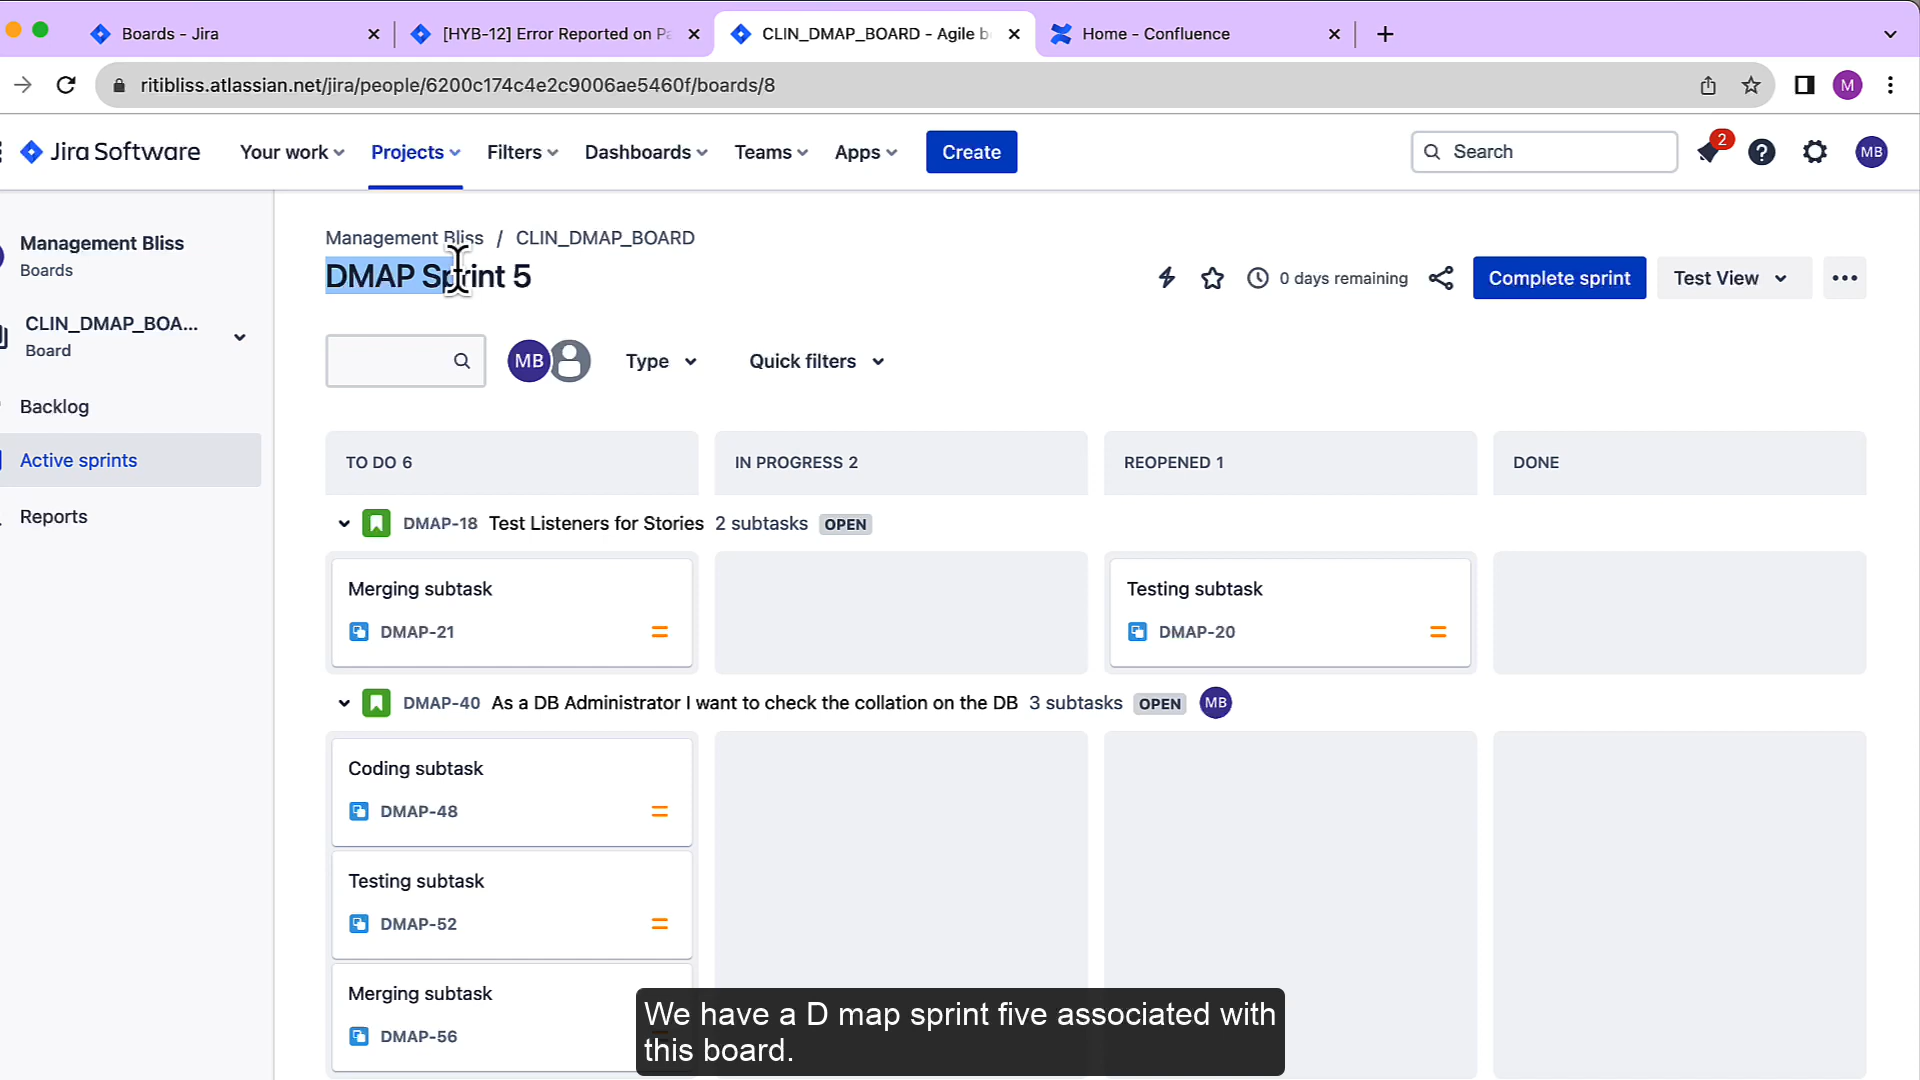 Boards - Jira
[HYB-12] Error Reported on Pa
CLIN_DMAP_BOARD - Agile b
Home - Confluence
ritibliss.atlassian.net/jira/people/6200c174c4e2c9006ae5460f/boards/8
M
Jira Software
Your work
Projects
Filters
Dashboards
Teams
Apps
Create
Search
2
MB
Management Bliss
Boards
CLIN_DMAP_BOA...
Board
Backlog
Active sprints
Reports
Management Bliss / CLIN_DMAP_BOARD
DMAP Sprint 5
0 days remaining
Complete sprint
Test View
MB
Type
Quick filters
TO DO 6
IN PROGRESS 2
REOPENED 1
DONE
DMAP-18 Test Listeners for Stories 2 subtasks OPEN
Merging subtask
DMAP-21
Testing subtask
DMAP-20
DMAP-40 As a DB Administrator I want to check the collation on the DB 3 subtasks OPEN MB
Coding subtask
DMAP-48
Testing subtask
DMAP-52
Merging subtask
DMAP-56
We have a D map sprint five associated with
this board.